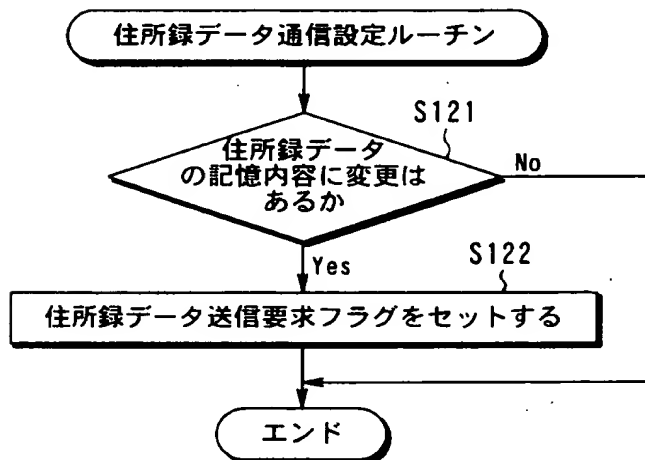 住所録データ通信設定ルーチン
S121
住所録データ
の記憶内容に変更は
あるか
No
Yes
S122
住所録データ送信要求フラグをセットする
エンド